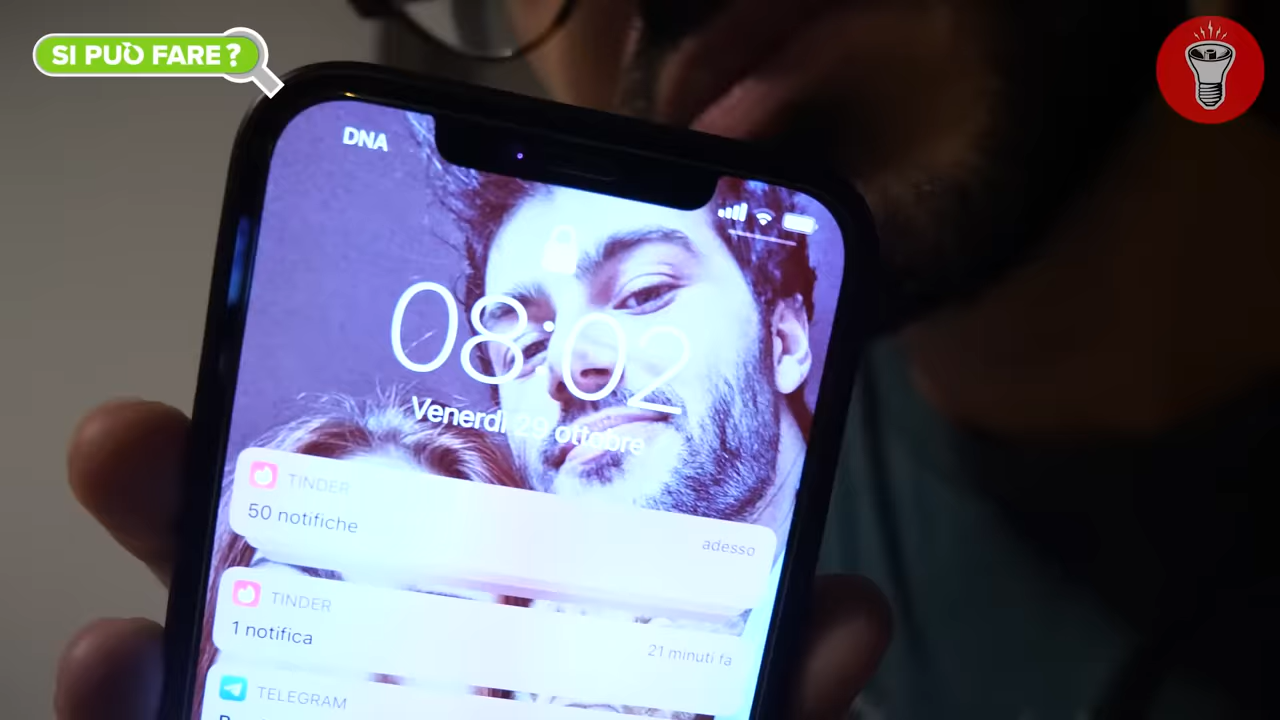 SI PUÒ FARE?
DNA
08:02
Venerdì 29 ottobre
TINDER
50 notifiche
adesso
TINDER
1 notifica
21 minuti fa
TELEGRAM